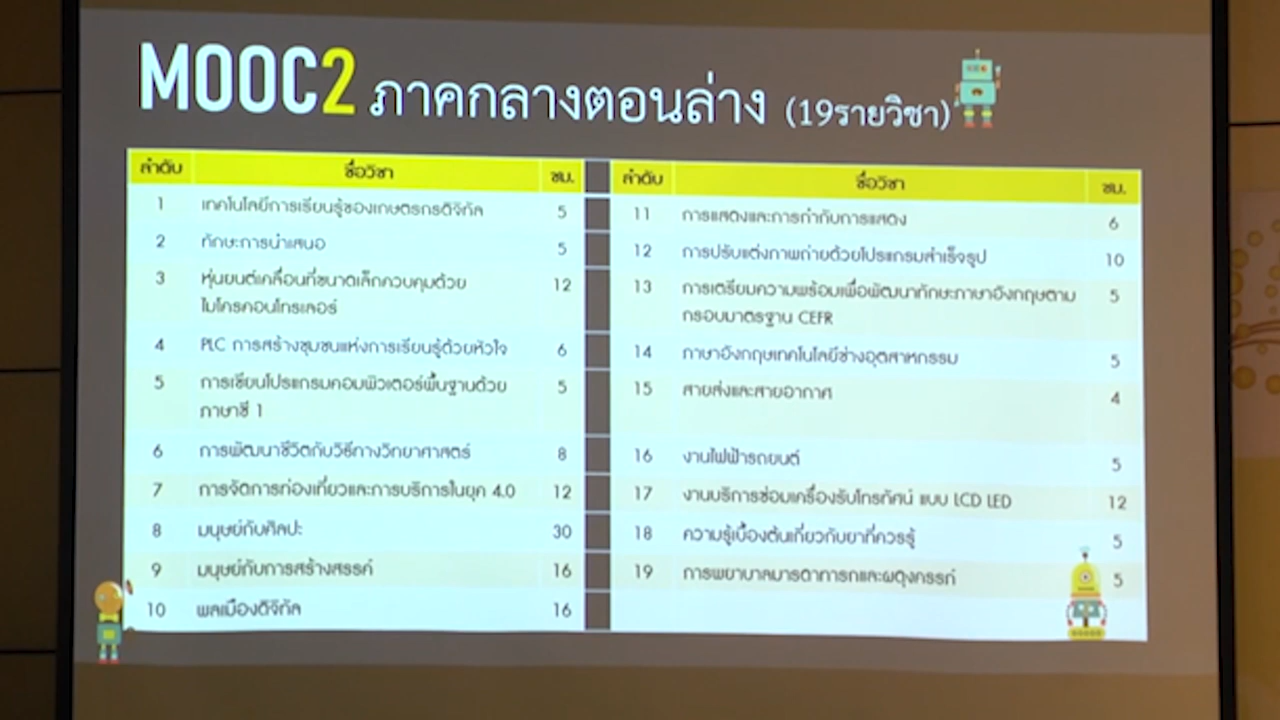 MOOC2 ภาคกลางตอนล่าง (19รายวิชา)
ลำดับ ชื่อวิชา ชม.
1 เทคโนโลยีการเรียนรู้ของเกษตรกรดิจิทัล 5
2 ทักษะการนำเสนอ 5
3 หุ่นยนต์เคลื่อนที่ขนาดเล็กควบคุมด้วย 12
ไมโครคอนโทรเลอร์
4 PLC การสร้างชุมชนแห่งการเรียนรู้ด้วยหัวใจ 6
5 การเขียนโปรแกรมคอมพิวเตอร์พื้นฐานด้วย 5
ภาษาซี 1
6 การพัฒนาชีวิตกับวิธีทางวิทยาศาสตร์ 8
7 การจัดการท่องเที่ยวและการบริการในยุค 4.0 12
8 มนุษย์กับศิลปะ 30
9 มนุษย์กับการสร้างสรรค์ 16
10 พลเมืองดิจิทัล 16
ลำดับ ชื่อวิชา ชม.
11 การแสดงและการกำกับการแสดง 6
12 การปรับแต่งภาพถ่ายด้วยโปรแกรมสำเร็จรูป 10
13 การเตรียมความพร้อมเพื่อพัฒนาทักษะภาษาอังกฤษตาม 5
กรอบมาตรฐาน CEFR
14 ภาษาอังกฤษเทคโนโลยีช่างอุตสาหกรรม 5
15 สายส่งและสายอากาศ 4
16 งานไฟฟ้ารถยนต์ 5
17 งานบริการซ่อมเครื่องรับโทรทัศน์ แบบ LCD LED 12
18 ความรู้เบื้องต้นเกี่ยวกับยาที่ควรรู้ 5
19 การพยาบาลมารดาทารกและผดุงครรภ์ 5